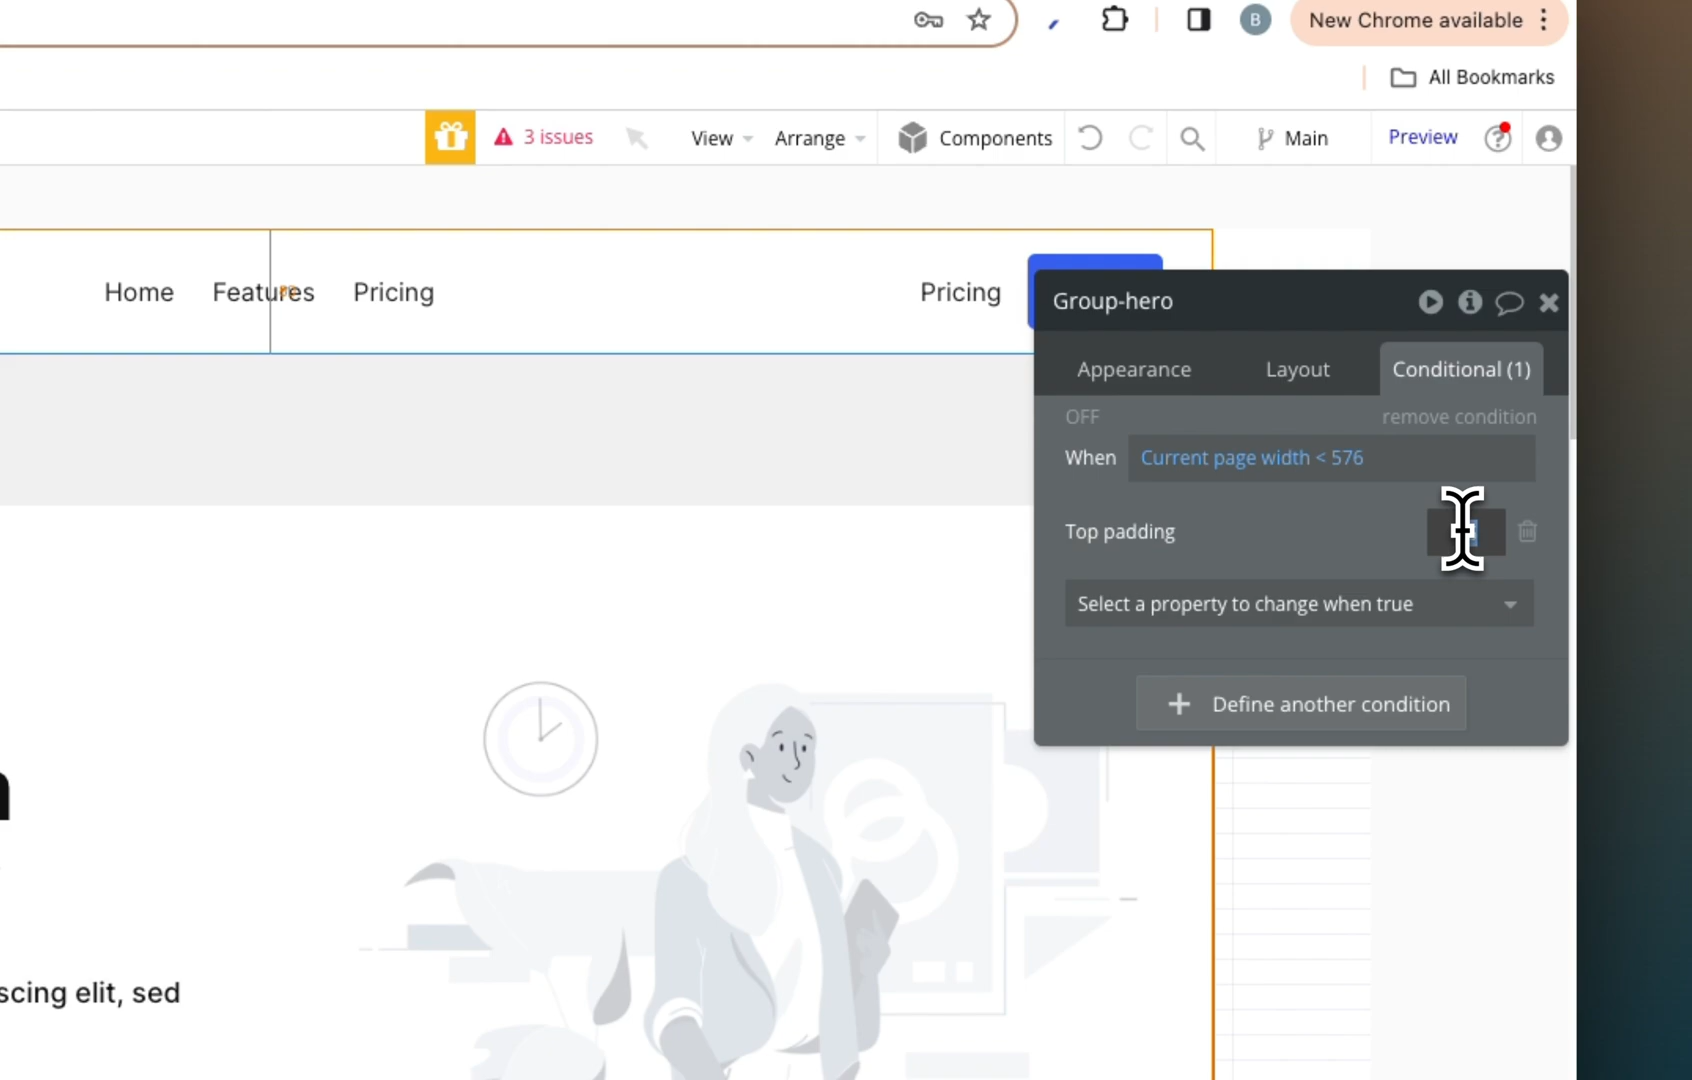 B
New Chrome available
All Bookmarks
3 issues
View
Arrange
Components
Main
Preview
?
Home
Features
Pricing
Pricing
Group-hero
Appearance
Layout
Conditional (1)
OFF
remove condition
When
Current page width < 576
Top padding
Select a property to change when true
+ Define another condition
scing elit, sed